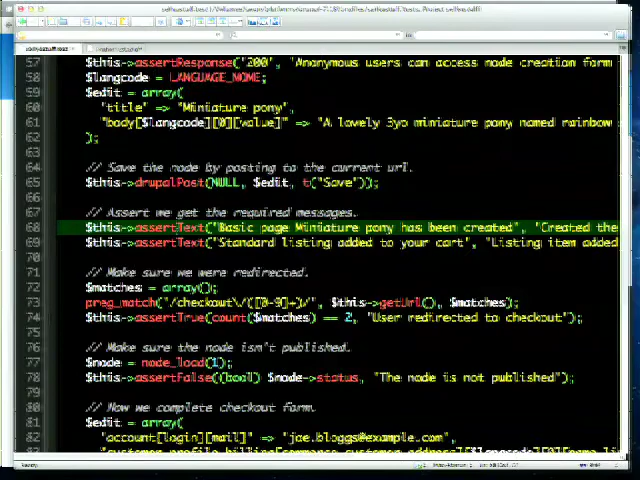 57 $this->assertResponse('200', 'Anonymous users can access node creation form
58 $langcode = LANGUAGE_NONE;
59 $edit = array(
60 "title" => "Miniature pony",
61 "body[$langcode][0][value]" => "A lovely 3yo miniature pony named rainbow
62 );
63
64 // Save the node by posting to the current url.
65 $this->drupalPost(NULL, $edit, t("Save"));
66
67 // Assert we get the required messages.
68 $this->assertText("Basic page Miniature pony has been created", "Created the
69 $this->assertText("Standard listing added to your cart", "Listing item added
70
71 // Make sure we were redirected.
72 $matches = array();
73 preg_match("/checkout\/([0-9]+)/", $this->getUrl(), $matches);
74 $this->assertTrue(count($matches) == 2, "User redirected to checkout");
75
76 // Make sure the node isn't published.
77 $node = node_load(1);
78 $this->assertFalse((bool) $node->status, "The node is not published");
79
80 // Now we complete checkout form.
81 $edit = array(
82 "account[login][mail]" => "joe.bloggs@example.com",